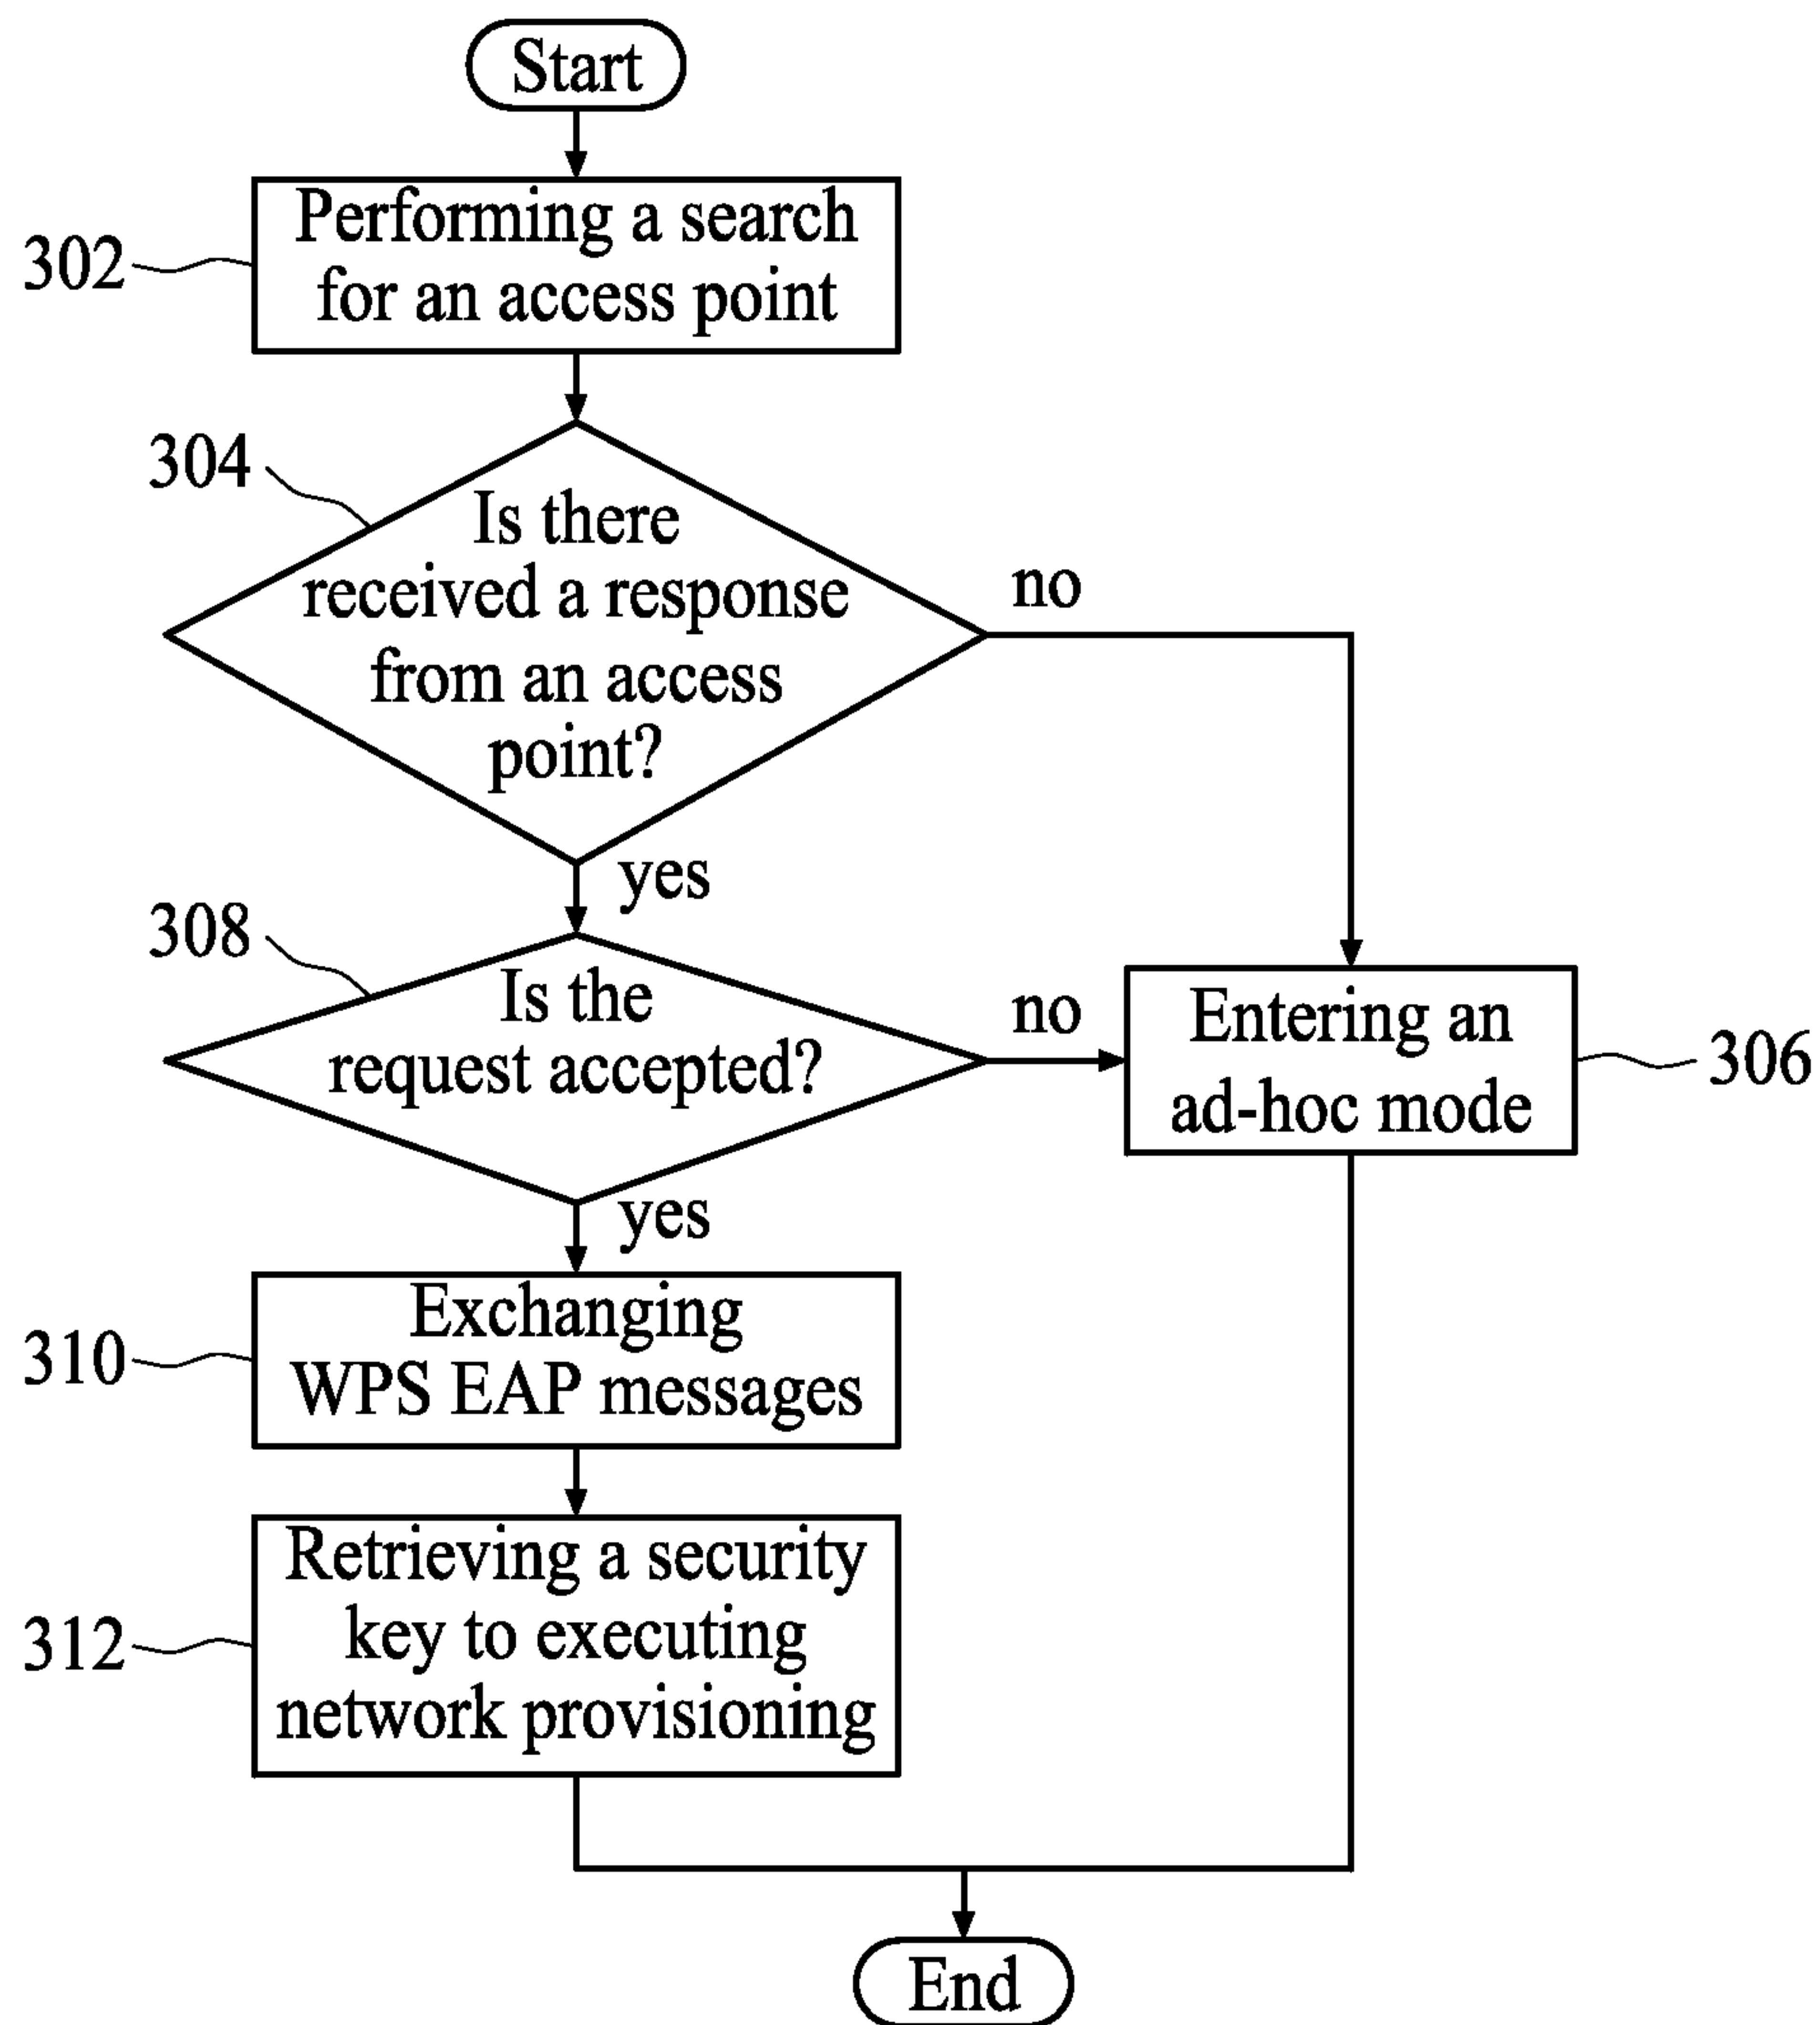 Start
302
Performing a search
for an access point
304
Is there
received a response
from an access
point?
no
yes
308
Is the
request accepted?
no
Entering an
ad-hoc mode
306
yes
310
Exchanging
WPS EAP messages
312
Retrieving a security
key to executing
network provisioning
End